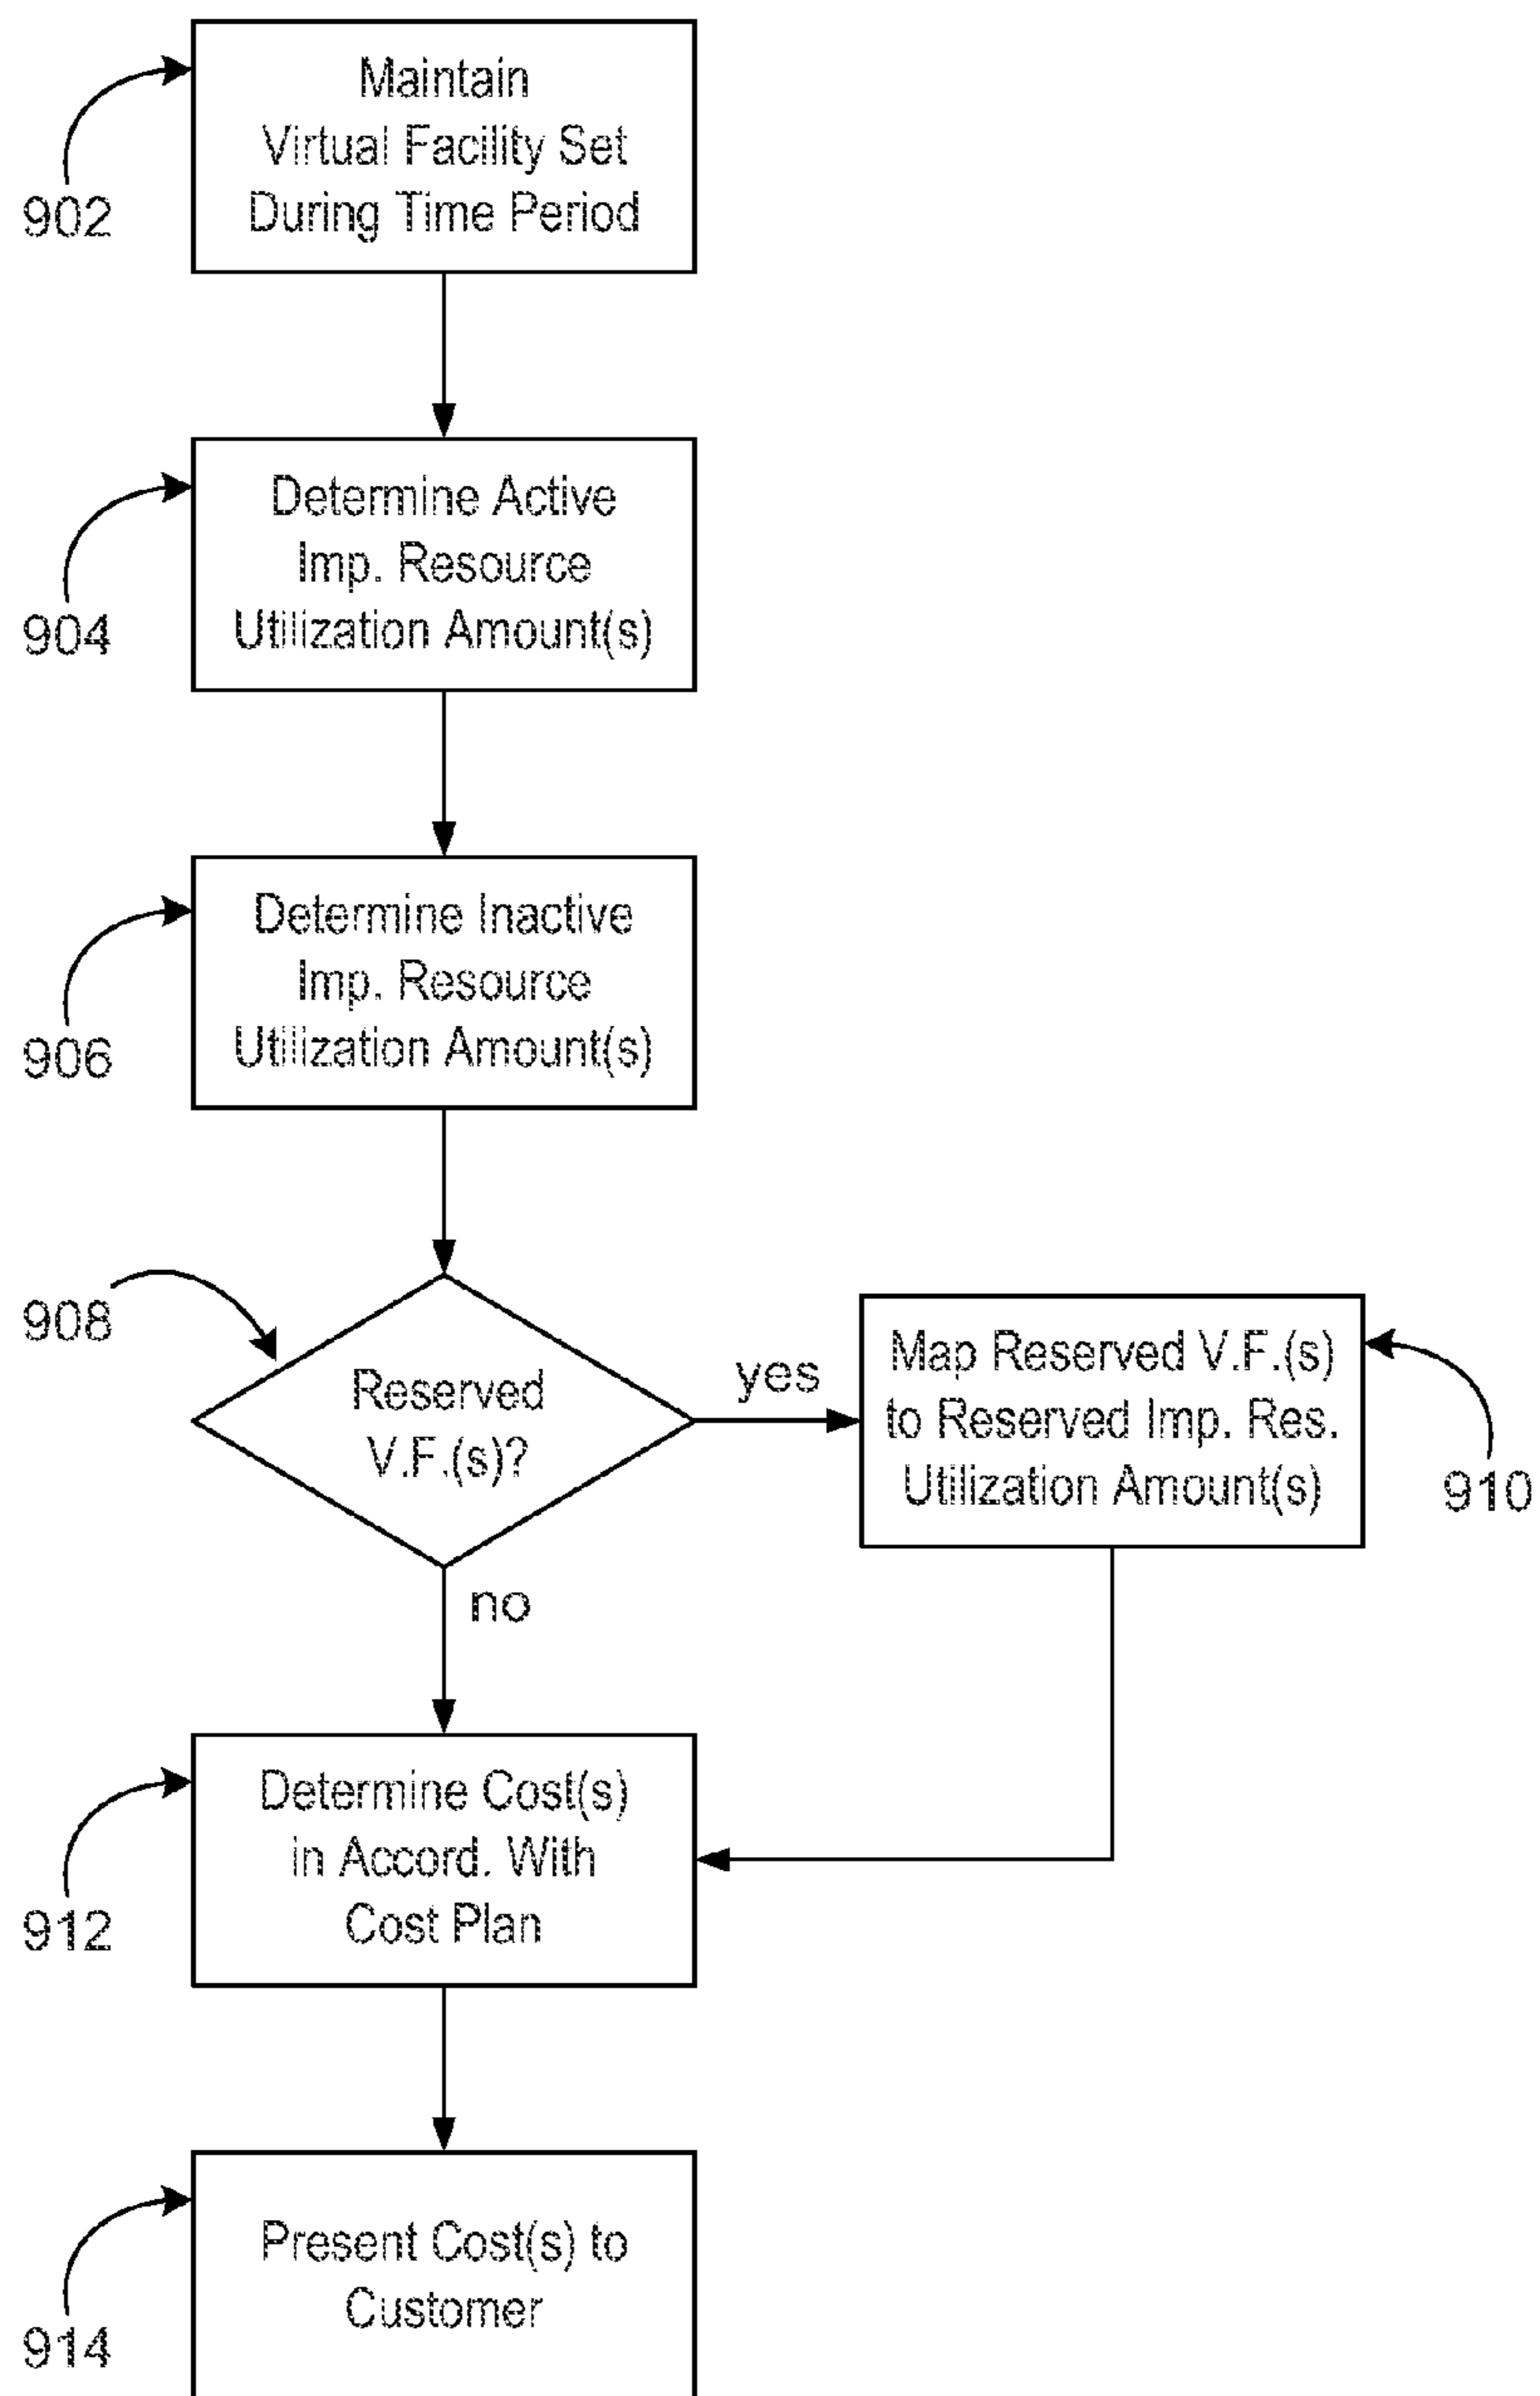 Maintain
Virtual Facility Set
During Time Period
902
Determine Active
Imp. Resource
Utilization Amount(s)
904
Determine Inactive
Imp. Resource
Utilization Amount(s)
906
908
Reserved
V.F.(s)?
yes
Map Reserved V.F.(s)
to Reserved Imp. Res.
Utilization Amount(s)
910
no
Determine Cost(s)
in Accord. With
Cost Plan
912
Present Cost(s) to
Customer
914